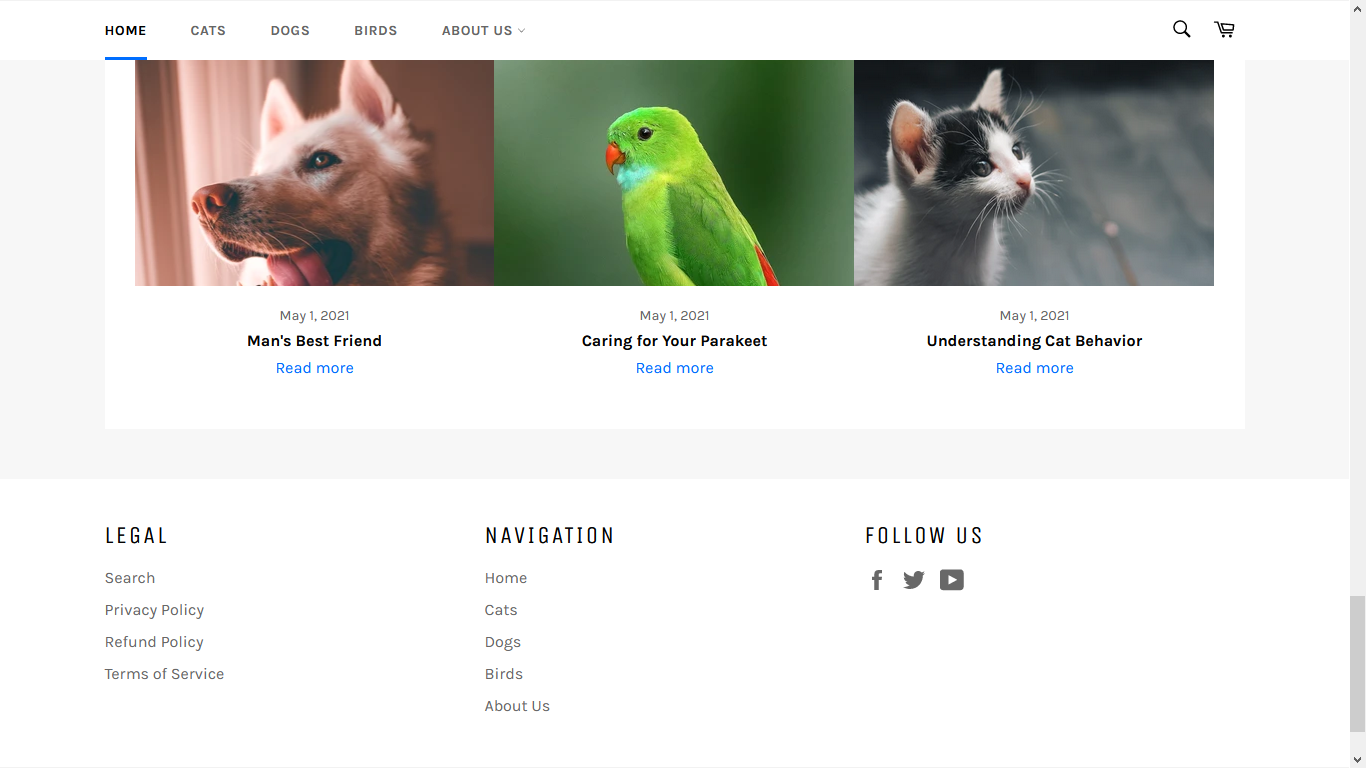 HOME CATS DOGS BIRDS ABOUT US
May 1, 2021
Man's Best Friend
Read more
May 1, 2021
Caring for Your Parakeet
Read more
May 1, 2021
Understanding Cat Behavior
Read more
LEGAL
Search
Privacy Policy
Refund Policy
Terms of Service
NAVIGATION
Home
Cats
Dogs
Birds
About Us
FOLLOW US